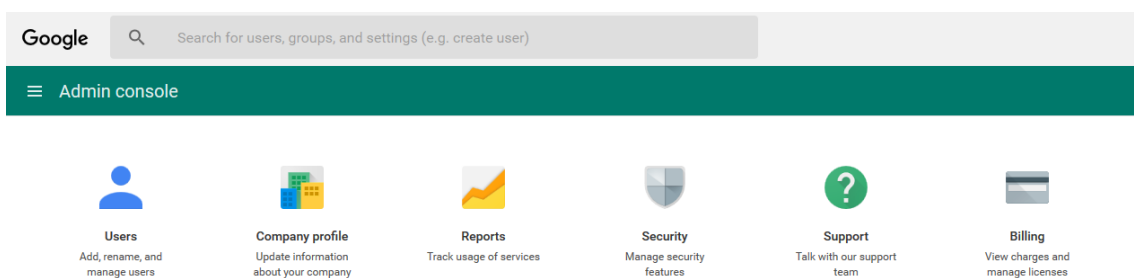 Google
Search for users, groups, and settings (e.g. create user)
Admin console
Users
Add, rename, and
manage users
Company profile
Update information
about your company
Reports
Track usage of services
Security
Manage security
features
Support
Talk with our support
team
Billing
View charges and
manage licenses